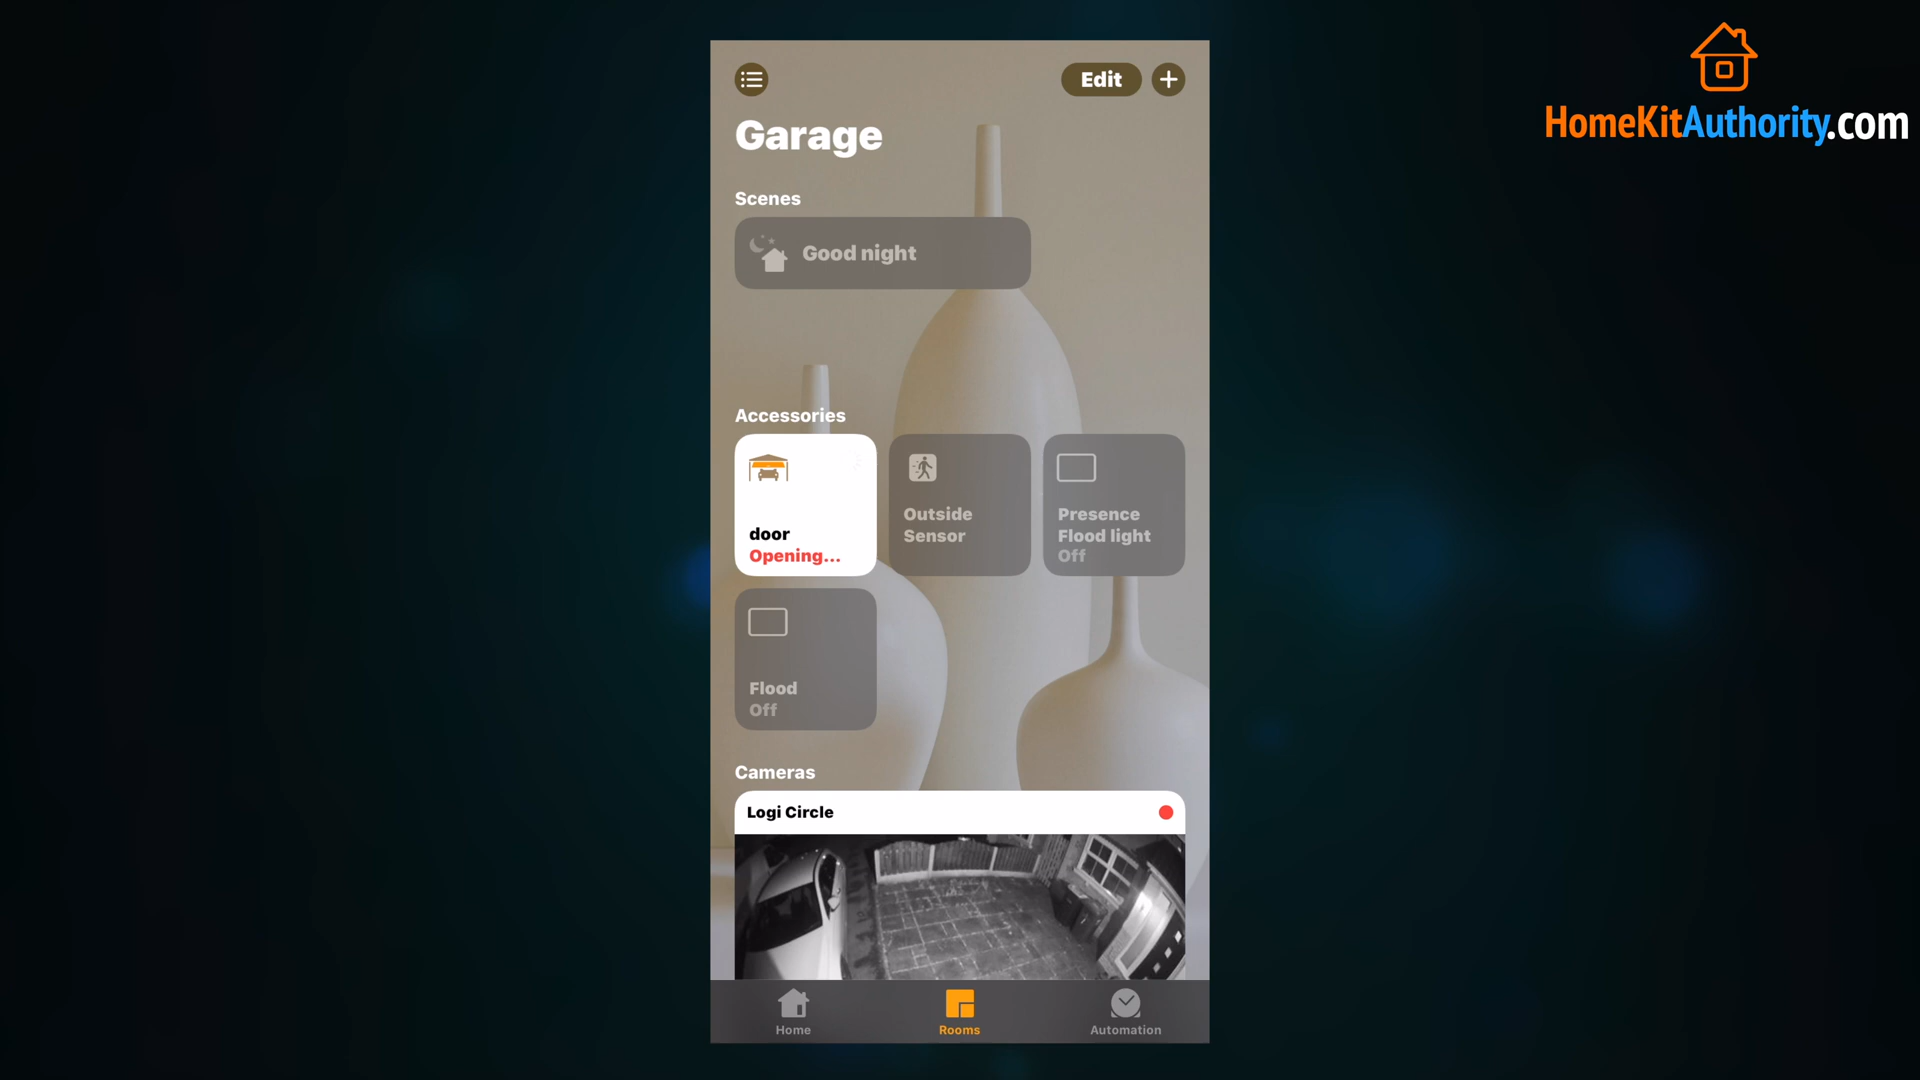 HomeKitAuthority.com
Edit
Garage
Scenes
Good night
Accessories
door
Opening...
Outside
Sensor
Presence
Flood light
Off
Flood
Off
Cameras
Logi Circle
Home
Rooms
Automation